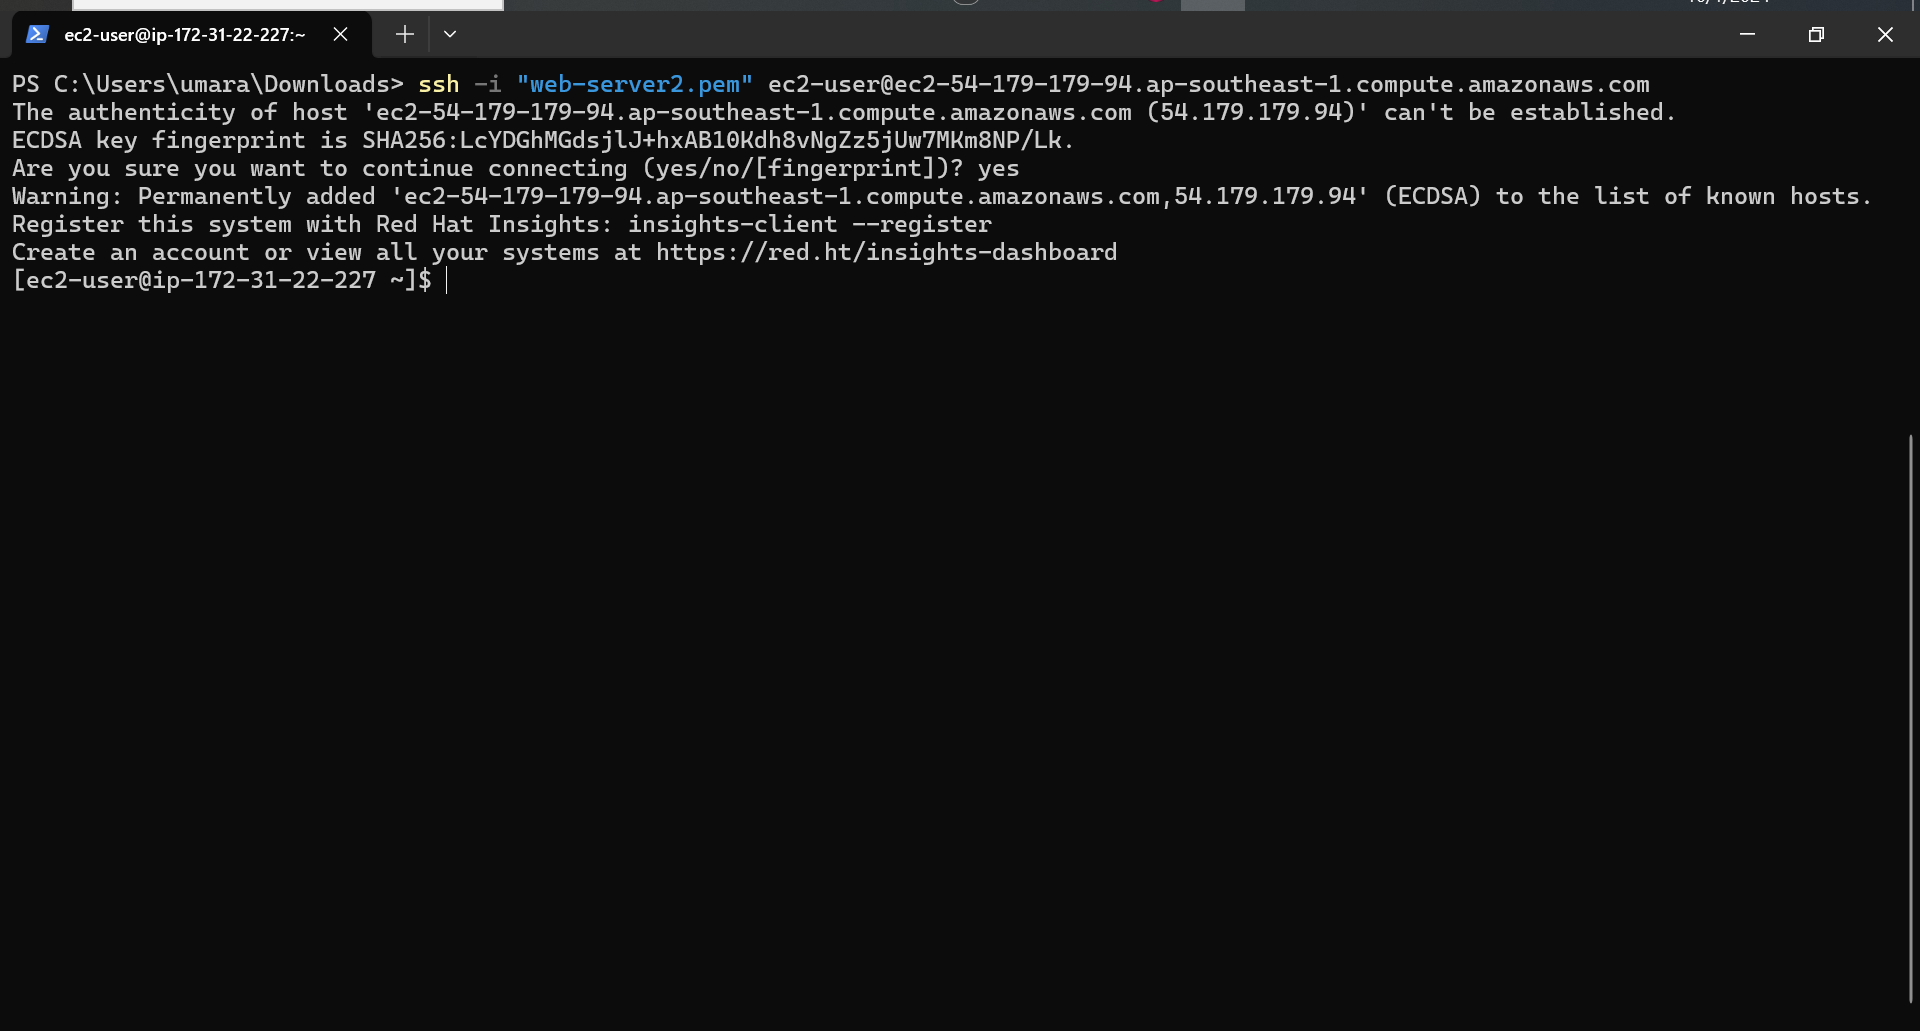 ec2-user@ip-172-31-22-227:~
PS C:\Users\umara\Downloads> ssh -i "web-server2.pem" ec2-user@ec2-54-179-179-94.ap-southeast-1.compute.amazonaws.com
The authenticity of host 'ec2-54-179-179-94.ap-southeast-1.compute.amazonaws.com (54.179.179.94)' can't be established.
ECDSA key fingerprint is SHA256:LcYDGhMGdsjlJ+hxAB10Kdh8vNgZz5jUw7MKm8NP/Lk.
Are you sure you want to continue connecting (yes/no/[fingerprint])? yes
Warning: Permanently added 'ec2-54-179-179-94.ap-southeast-1.compute.amazonaws.com,54.179.179.94' (ECDSA) to the list of known hosts.
Register this system with Red Hat Insights: insights-client --register
Create an account or view all your systems at https://red.ht/insights-dashboard
[ec2-user@ip-172-31-22-227 ~]$